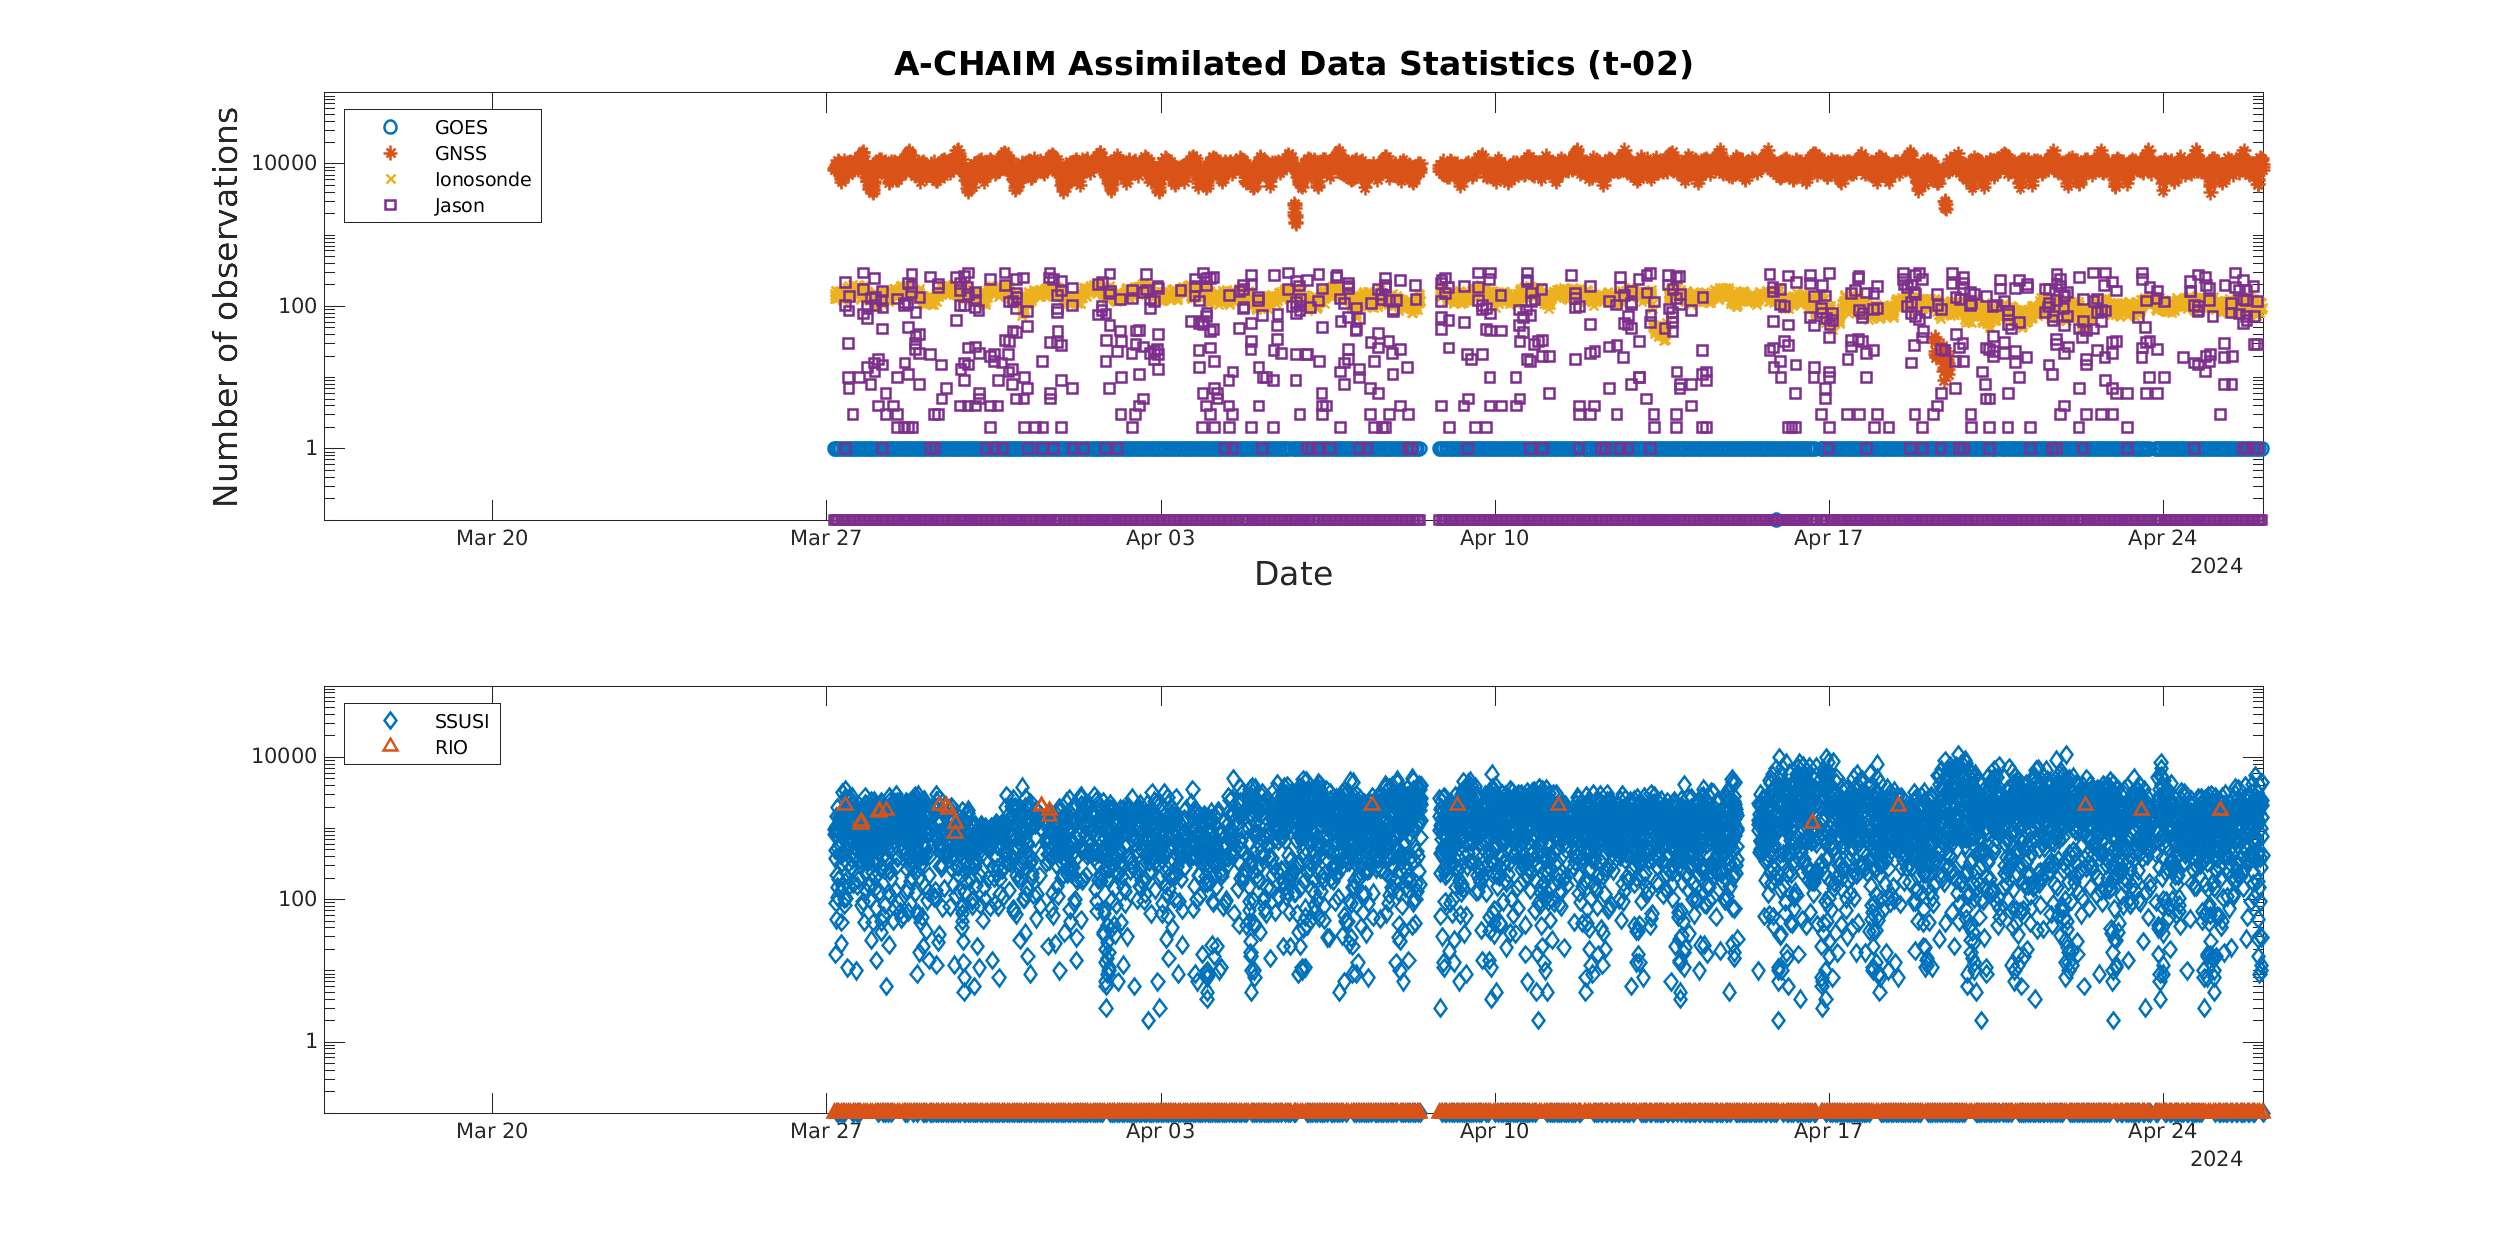 A-CHAIM Assimilated Data Statistics (t-02)
Number of observations
10000
100
1
GOES
GNSS
Ionosonde
Jason
Mar 20 Mar 27 Apr 03 Apr 10 Apr 17 Apr 24
2024
Date
10000
100
1
SSUSI
RIO
Mar 20 Mar 27 Apr 03 Apr 10 Apr 17 Apr 24
2024